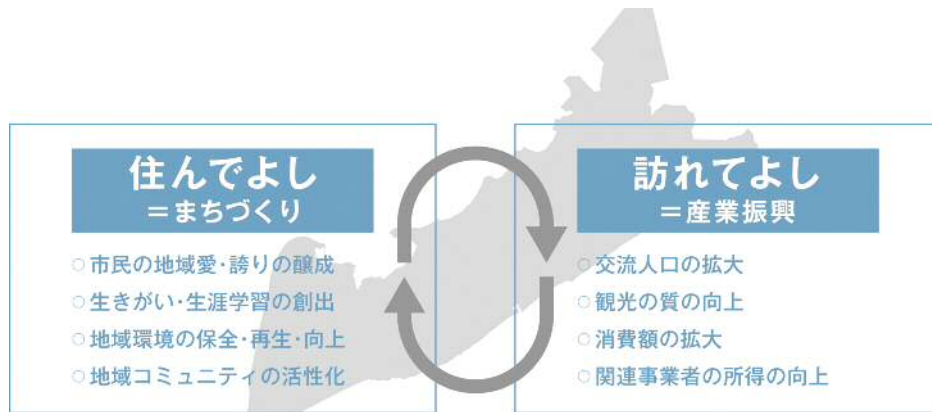 住んでよし
＝まちづくり
○市民の地域愛・誇りの醸成
○生きがい・生涯学習の創出
○地域環境の保全・再生・向上
○地域コミュニティの活性化
訪れてよし
＝産業振興
○交流人口の拡大
○観光の質の向上
○消費額の拡大
○関連事業者の所得の向上